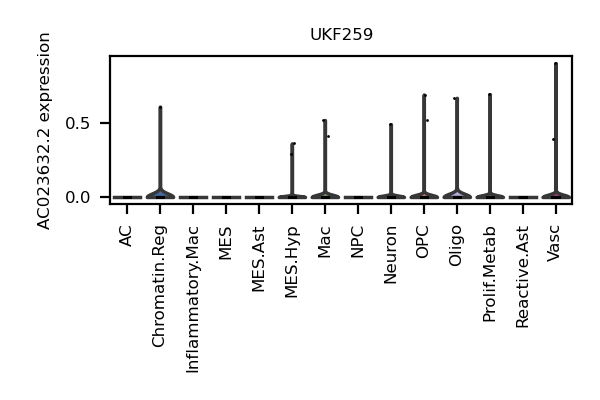 UKF259
AC023632.2 expression
0.5
0.0
AC
Chromatin.Reg
Inflammatory.Mac
MES
MES.Ast
MES.Hyp
Mac
NPC
Neuron
OPC
Oligo
Prolif.Metab
Reactive.Ast
Vasc